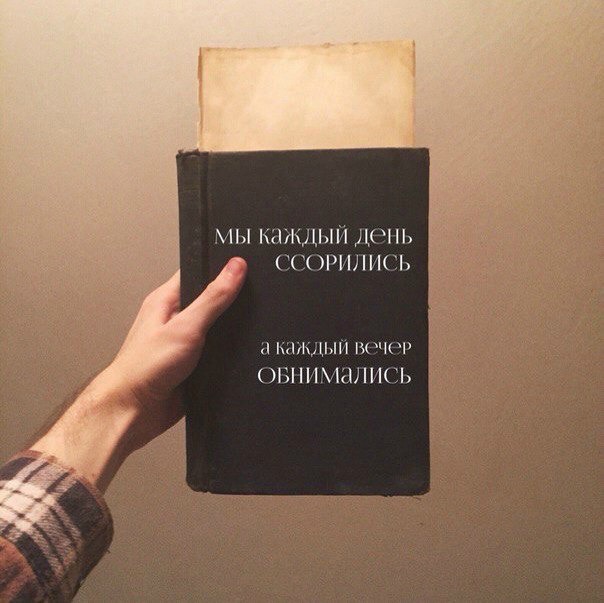 мы каждый день
ссорились
а каждый вечер
обнимались